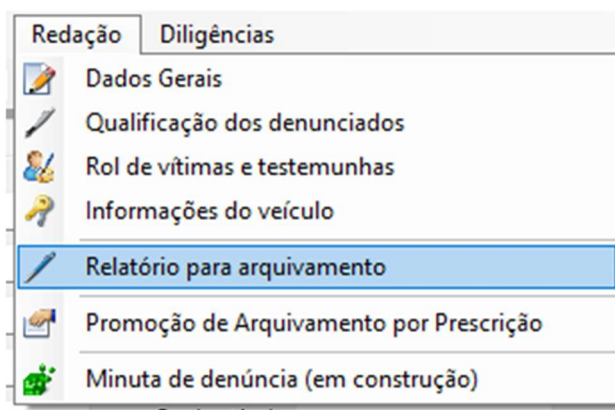 Redação Diligências
Dados Gerais
Qualificação dos denunciados
Rol de vítimas e testemunhas
Informações do veículo
Relatório para arquivamento
Promoção de Arquivamento por Prescrição
Minuta de denúncia (em construção)